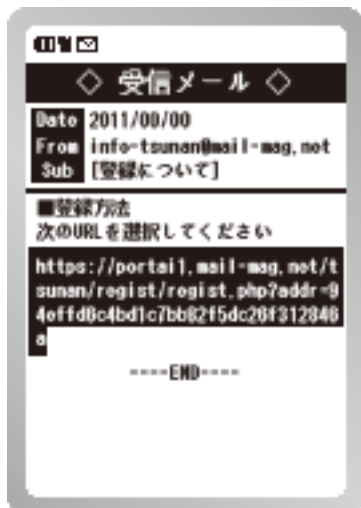 ◇ 受信メール ◇
Date 2011/00/00
From info-tsunan@mail-mag.net
Sub [登録について]
■登録方法
次のURLを選択してください
https://portal1.mail-mag.net/t
sunan/regist/regist.php?addr=9
4effd6c4bd1c7bb82f5dc26f312846
a
----END----